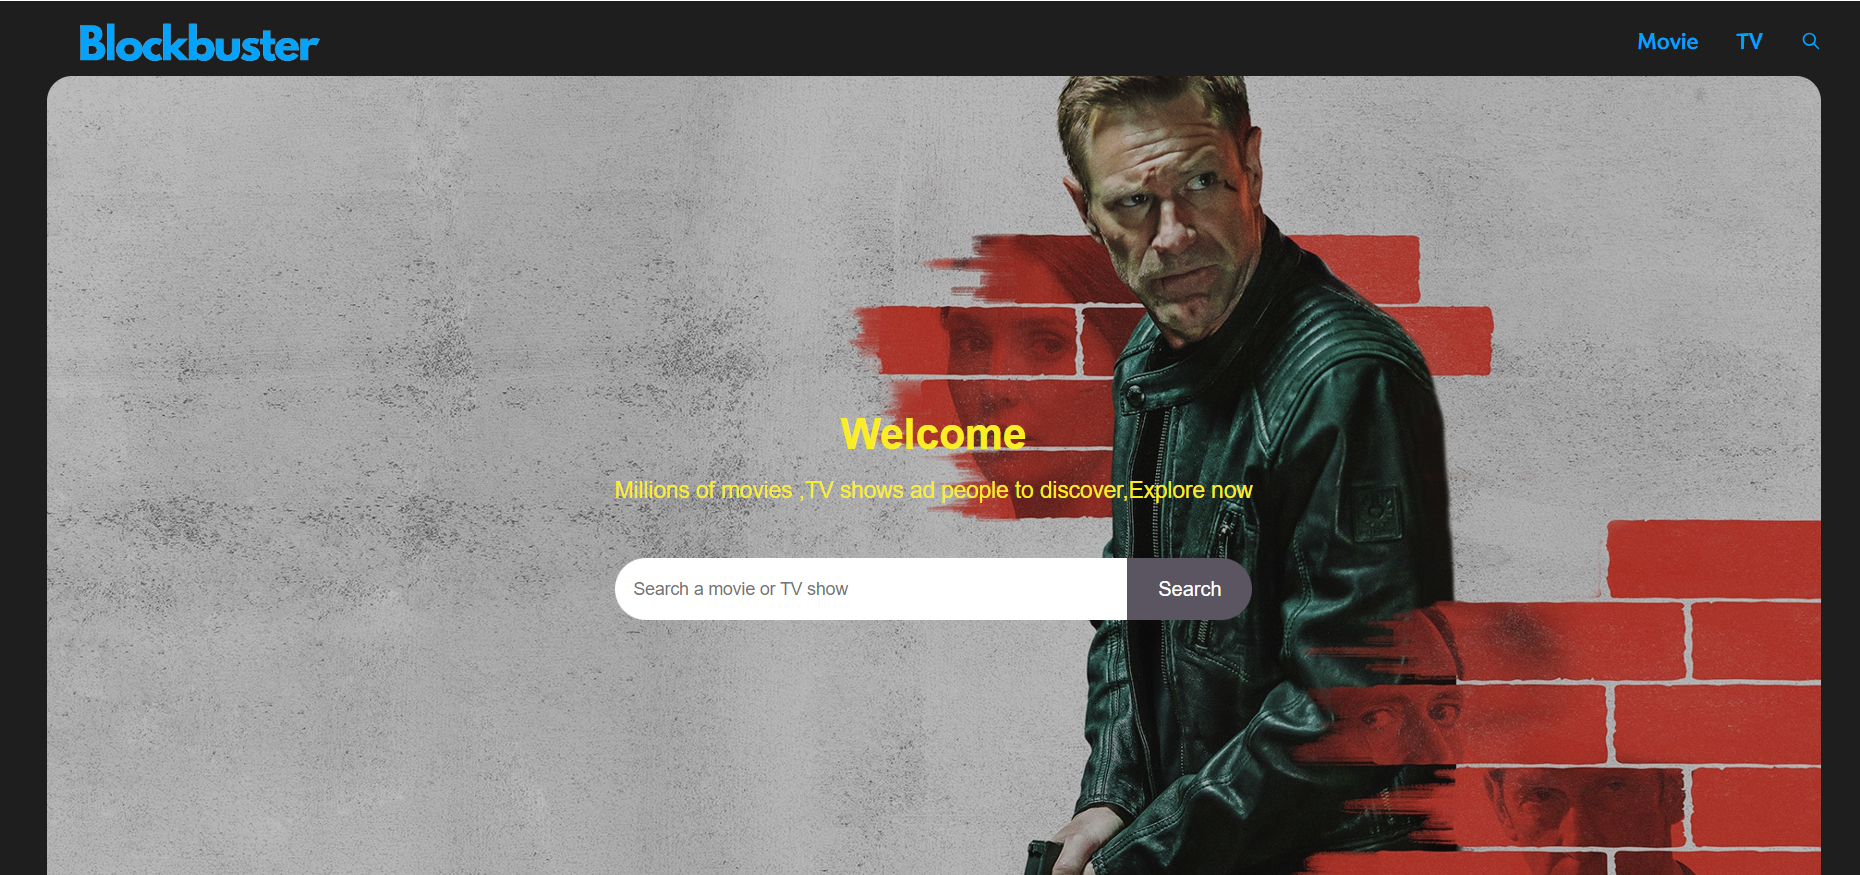 Blockbuster
Movie TV
Welcome
Millions of movies ,TV shows ad people to discover,Explore now
Search a movie or TV show Search